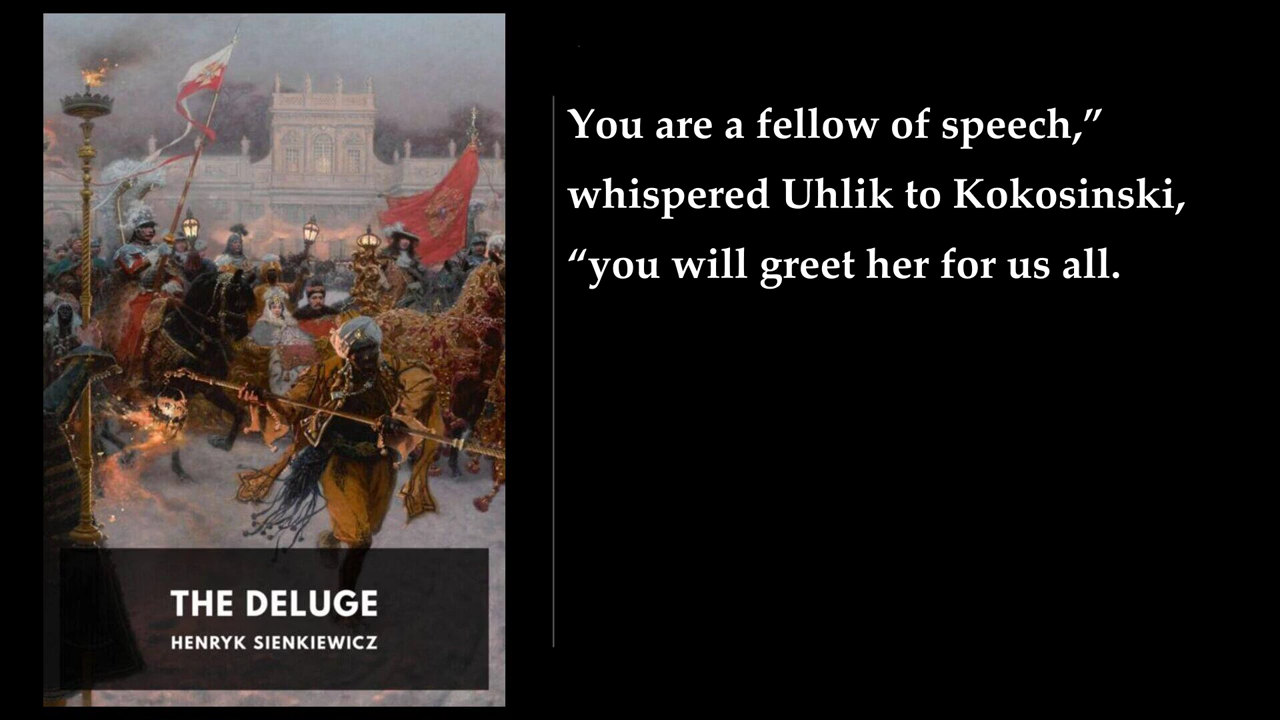 You are a fellow of speech,”
whispered Uhlik to Kokosinski,
“you will greet her for us all.
THE DELUGE
HENRYK SIENKIEWICZ